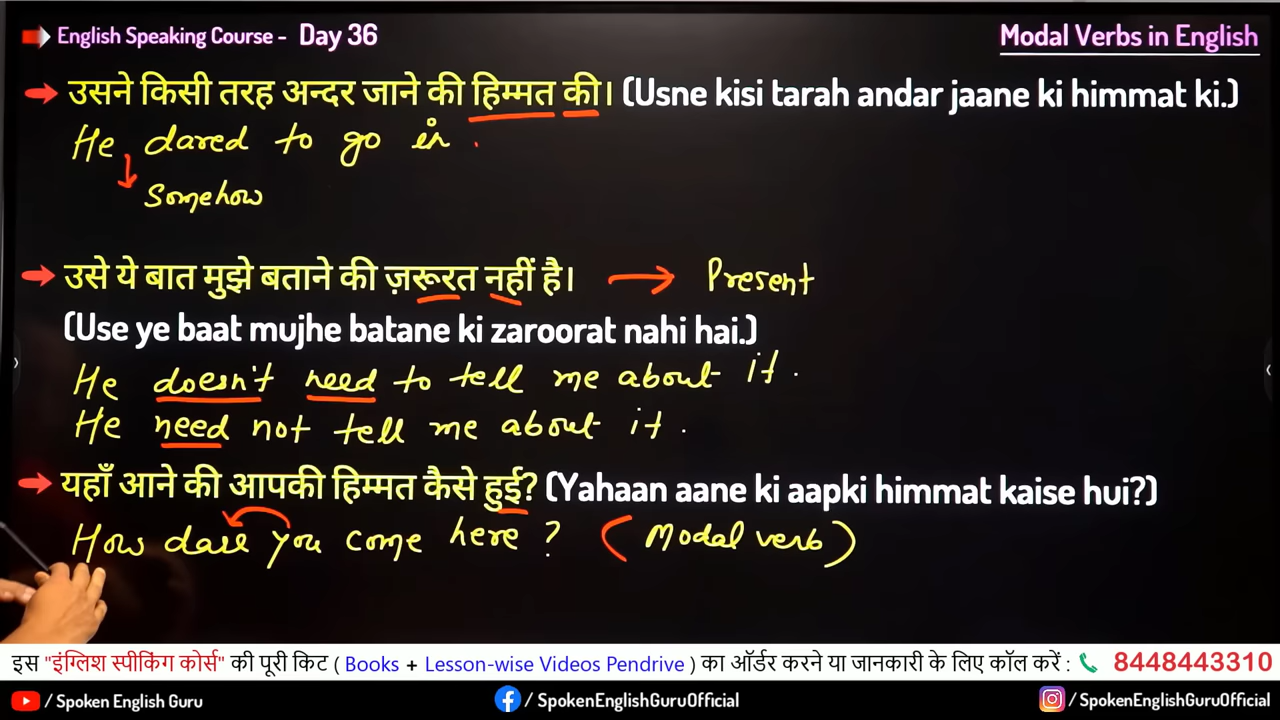 English Speaking Course - Day 36
Modal Verbs in English
उसने किसी तरह अन्दर जाने की हिम्मत की। (Usne kisi tarah andar jaane ki himmat ki.)
He dared to go in .
Somehow
उसे ये बात मुझे बताने की ज़रूरत नहीं है। Present
(Use ye baat mujhe batane ki zaroorat nahi hai.)
He doesn't need to tell me about it .
He need not tell me about it .
यहाँ आने की आपकी हिम्मत कैसे हुई? (Yahaan aane ki aapki himmat kaise hui?)
How dare you come here ? (Modal verb)
इस "इंग्लिश स्पीकिंग कोर्स" की पूरी किट ( Books + Lesson-wise Videos Pendrive ) का ऑर्डर करने या जानकारी के लिए कॉल करें : 8448443310
/ Spoken English Guru
/ SpokenEnglishGuruOfficial
/ SpokenEnglishGuruOfficial